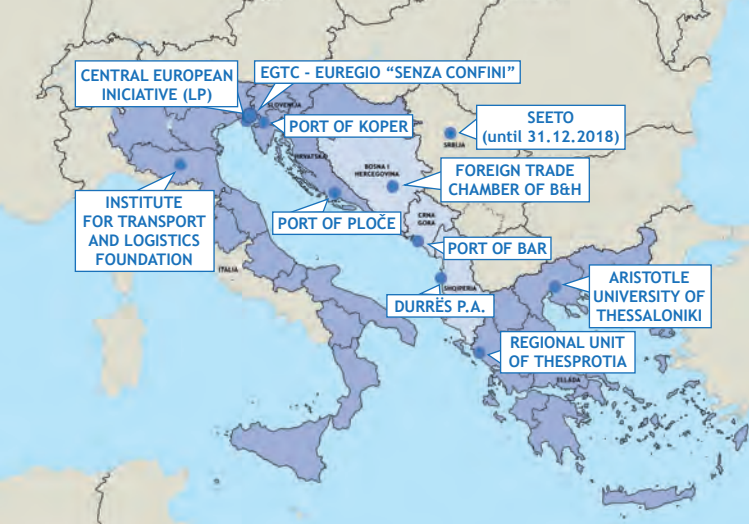 CENTRAL EUROPEAN
INICIATIVE (LP)
EGTC - EUREGIO “SENZA CONFINI”
SLOVENIJA
PORT OF KOPER
SEETO
(until 31.12.2018)
SRBIJA
HRVATSKA
BOSNA I
HERCEGOVINA
FOREIGN TRADE
CHAMBER OF B&H
INSTITUTE
FOR TRANSPORT
AND LOGISTICS
FOUNDATION
PORT OF PLOČE
CRNA
GORA
PORT OF BAR
ITALIA
SHQIPERIA
DURRËS P.A.
ARISTOTLE
UNIVERSITY OF
THESSALONIKI
REGIONAL UNIT
OF THESPROTIA
ELLADA